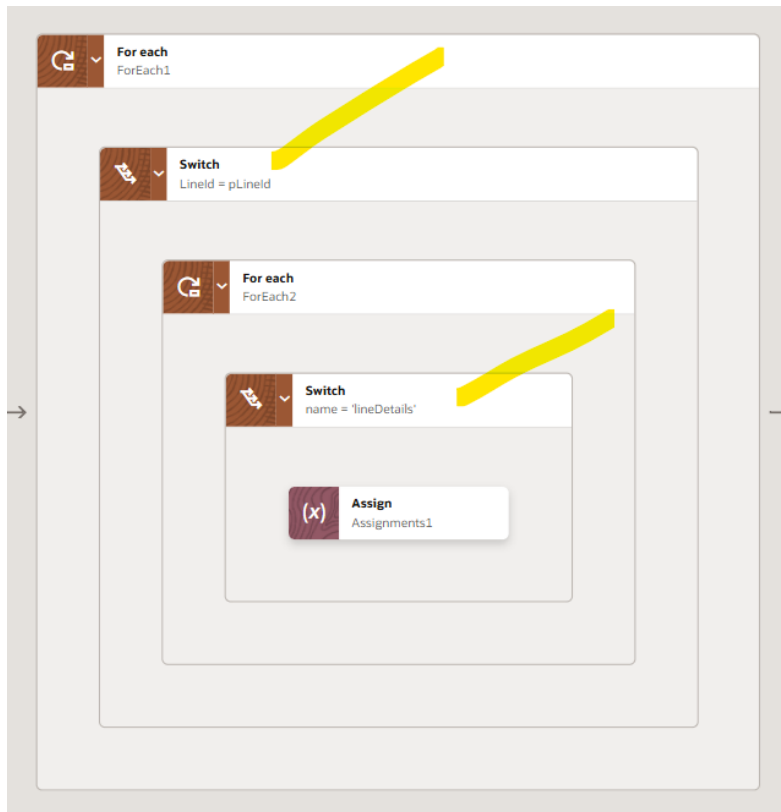 For each
ForEach1
Switch
LineId = pLineId
For each
ForEach2
Switch
name = 'lineDetails'
(x) Assign
Assignments1